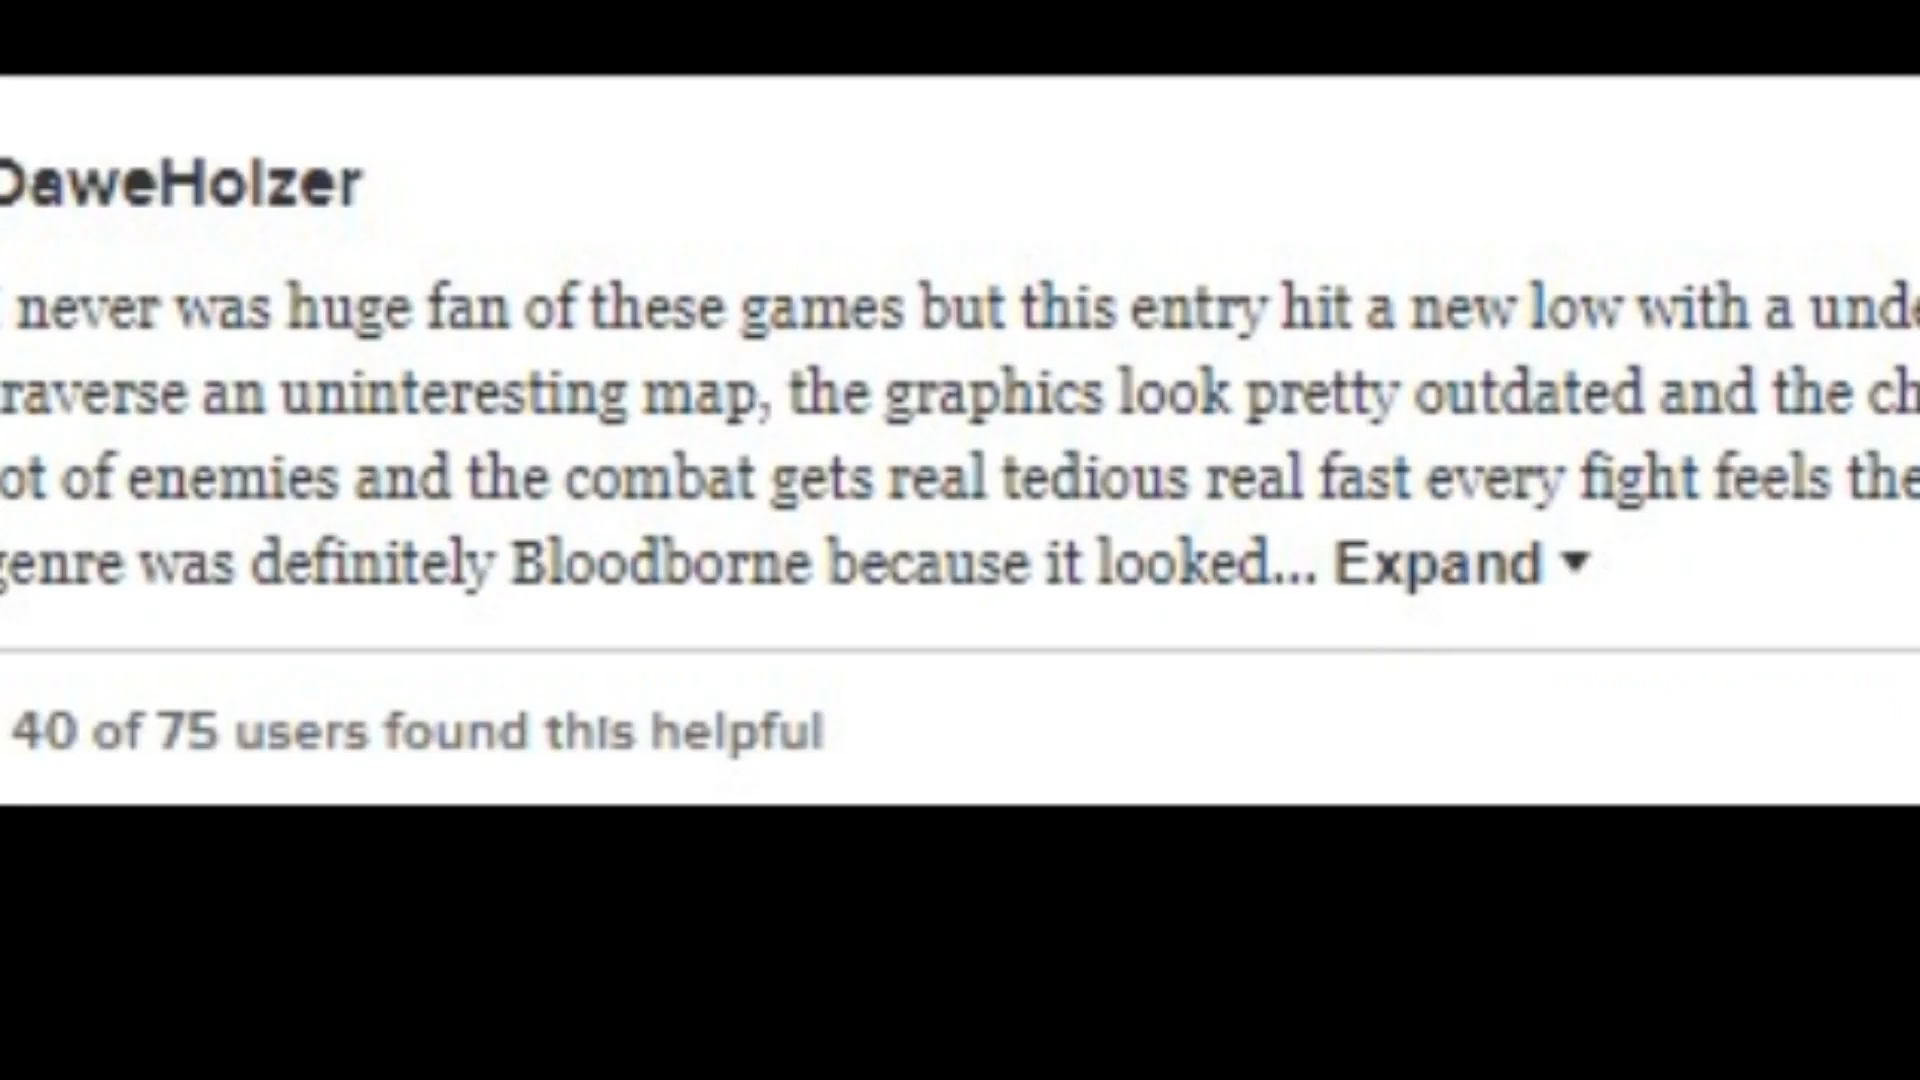 DaweHolzer
never was huge fan of these games but this entry hit a new low with a
an uninteresting map, the graphics look pretty outdated and the
of enemies and the combat gets real tedious real fast every fight feels the
genre was definitely Bloodborne because it looked... Expand ▼
40 of 75 users found this helpful